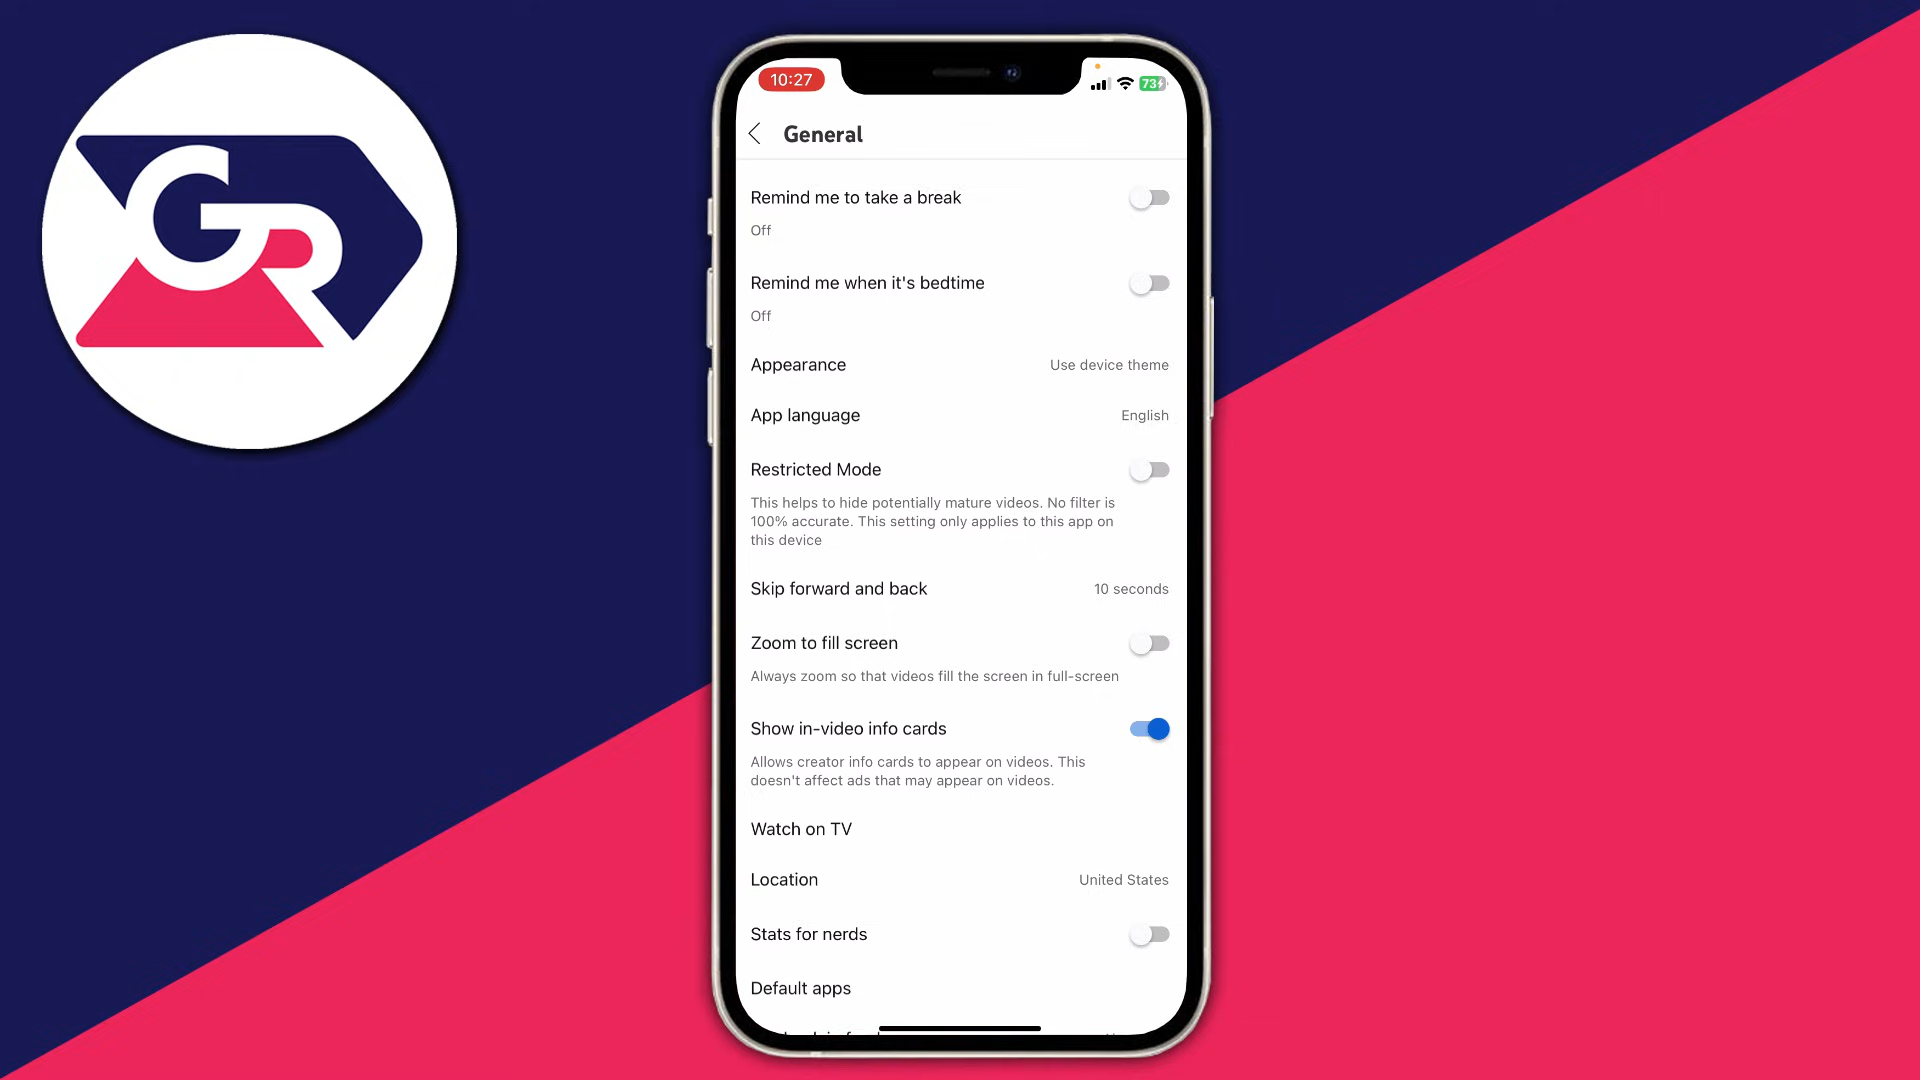 GR
10:27
73
General
Remind me to take a break
Off
Remind me when it's bedtime
Off
Appearance
Use device theme
App language
English
Restricted Mode
This helps to hide potentially mature videos. No filter is
100% accurate. This setting only applies to this app on
this device
Skip forward and back
10 seconds
Zoom to fill screen
Always zoom so that videos fill the screen in full-screen
Show in-video info cards
Allows creator info cards to appear on videos. This
doesn't affect ads that may appear on videos.
Watch on TV
Location
United States
Stats for nerds
Default apps